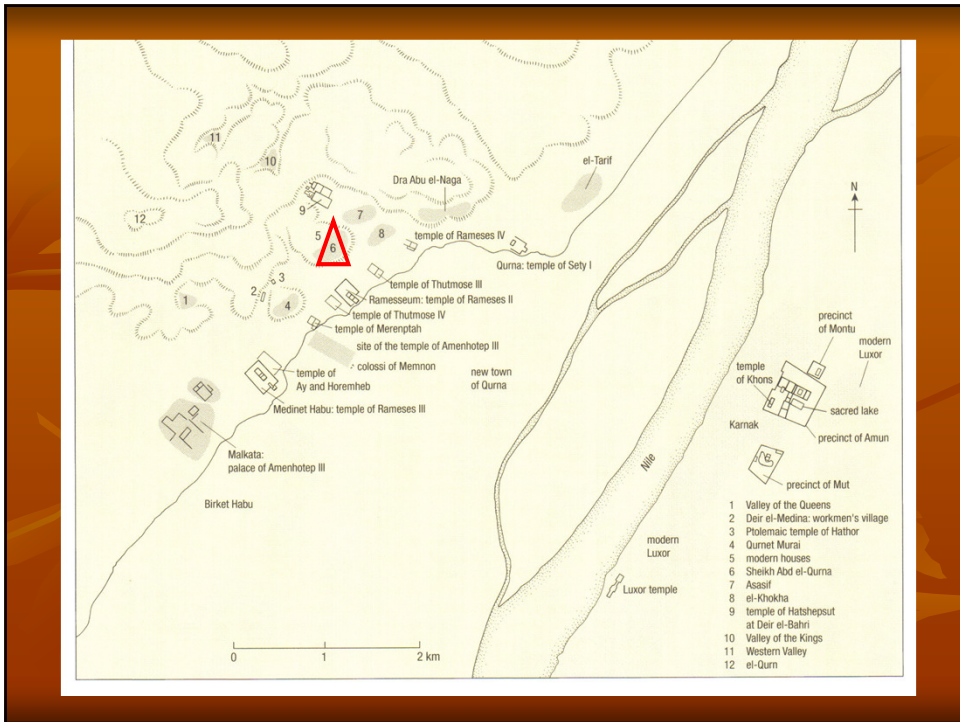 11
10
el-Tarif
Dra Abu el-Naga
N
12
9
7
5
8
6
temple of Rameses IV
Qurna: temple of Sety I
3
2
1
4
temple of Thutmose III
Ramesseum: temple of Rameses II
temple of Thutmose IV
temple of Merenptah
site of the temple of Amenhotep III
colossi of Memnon
temple of
Ay and Horemheb
new town
of Qurna
Medinet Habu: temple of Rameses III
Malkata:
palace of Amenhotep III
Birket Habu
precinct
of Montu
modern
Luxor
temple
of Khons
sacred lake
Karnak
precinct of Amun
Nile
precinct of Mut
modern
Luxor
Luxor temple
1 Valley of the Queens
2 Deir el-Medina: workmen's village
3 Ptolemaic temple of Hathor
4 Qurnet Murai
5 modern houses
6 Sheikh Abd el-Qurna
7 Asasif
8 el-Khokha
9 temple of Hatshepsut
at Deir el-Bahri
10 Valley of the Kings
11 Western Valley
12 el-Qurn
0 1 2 km